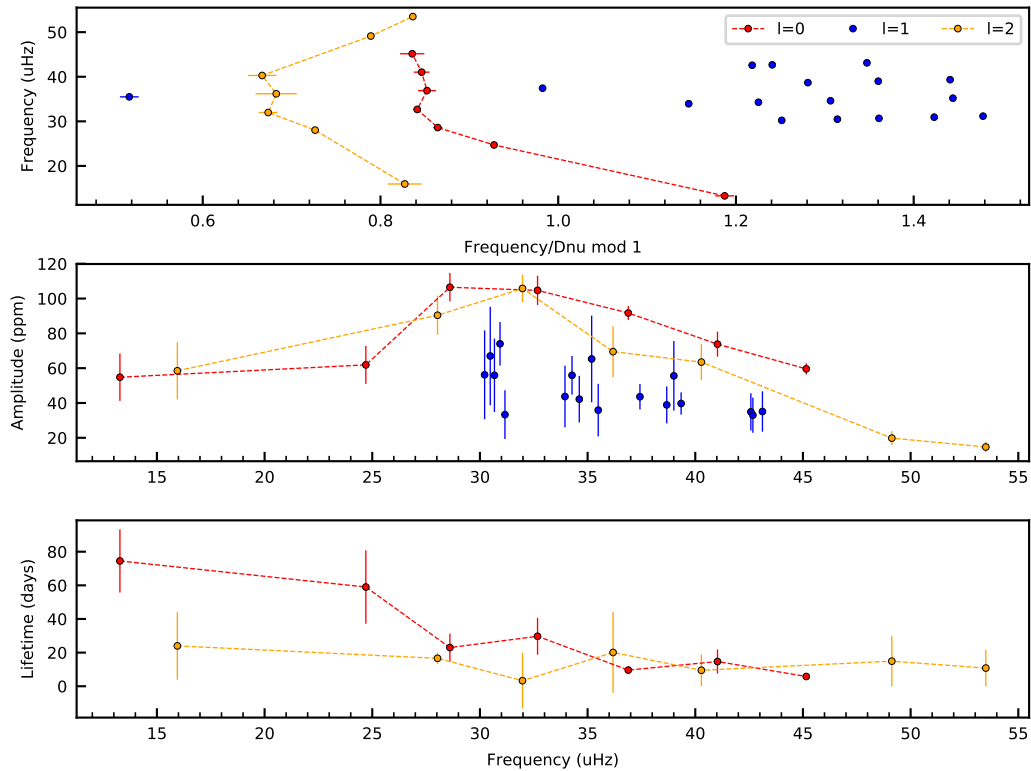 l=0 l=1 l=2
Frequency (uHz)
50
40
30
20
0.6 0.8 1.0 1.2 1.4
Frequency/Dnu mod 1
Amplitude (ppm)
120
100
80
60
40
20
15 20 25 30 35 40 45 50 55
Lifetime (days)
80
60
40
20
0
15 20 25 30 35 40 45 50 55
Frequency (uHz)